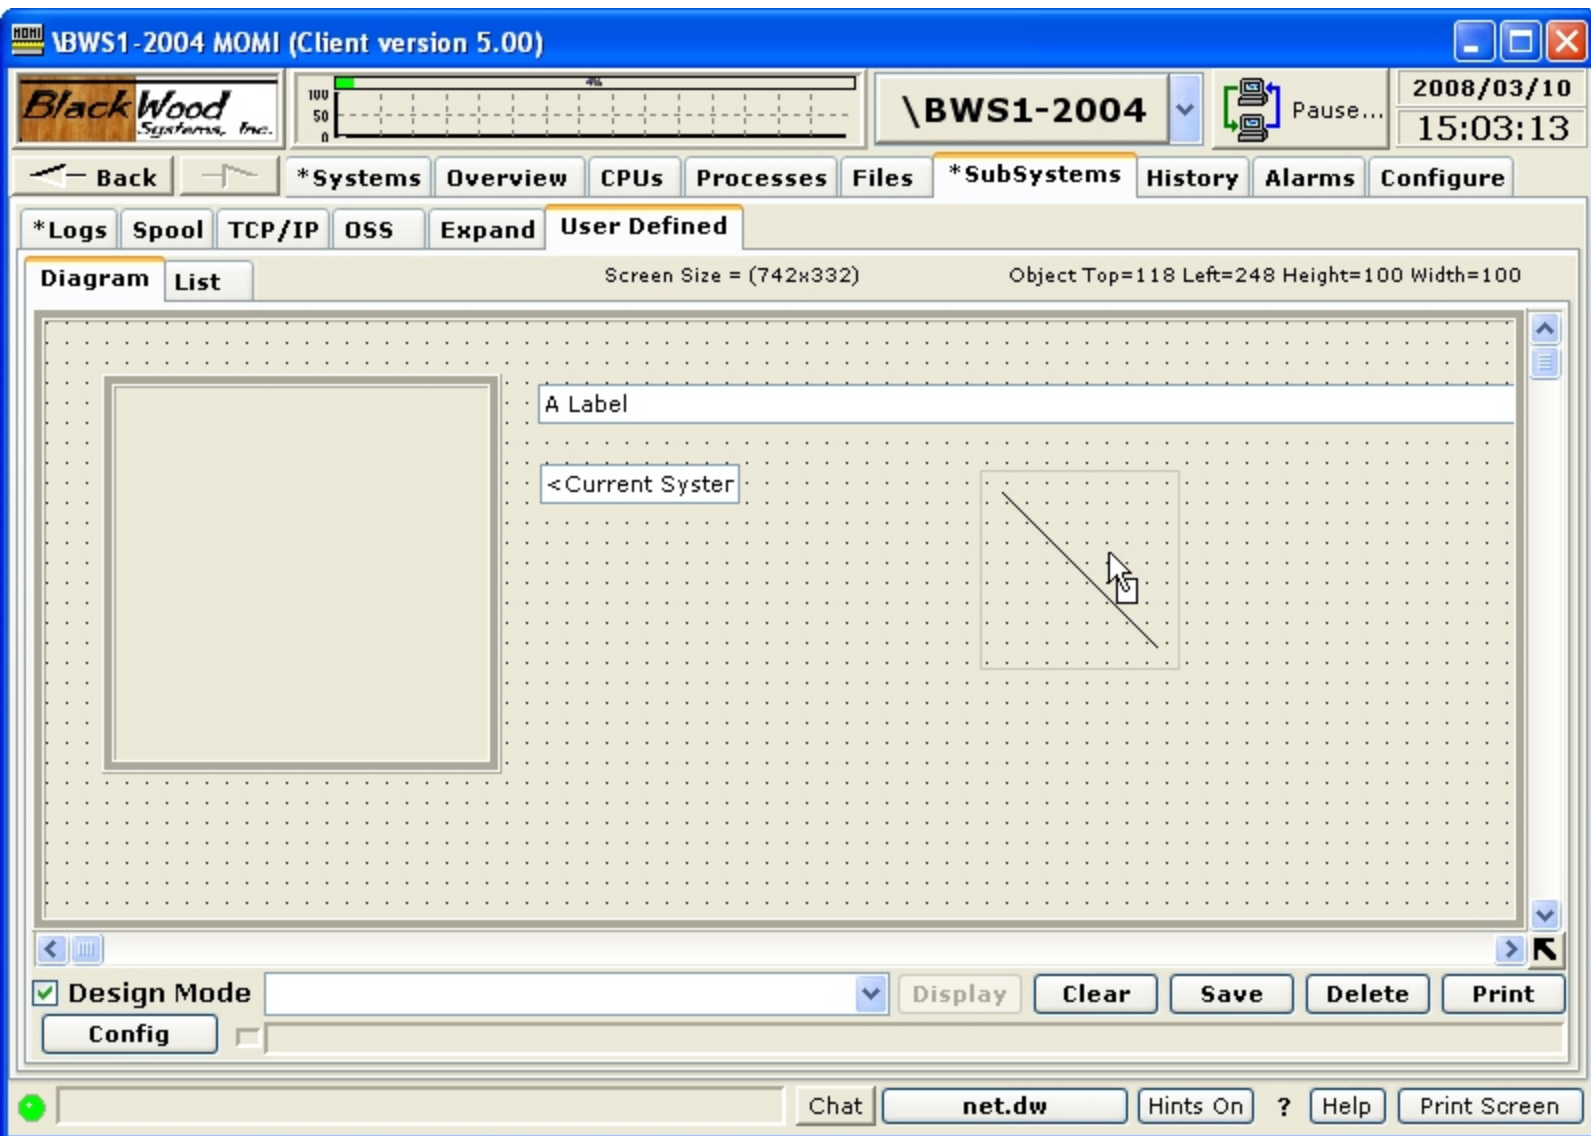 MOMI \BWS1-2004 MOMI (Client version 5.00)
BlackWood
Systems, Inc.
4%
100
50
0
\BWS1-2004
Pause...
2008/03/10
15:03:13
Back *Systems Overview CPUs Processes Files *SubSystems History Alarms Configure
*Logs Spool TCP/IP OSS Expand User Defined
Diagram List Screen Size = (742x332) Object Top=118 Left=248 Height=100 Width=100
A Label
<Current Syster
Design Mode Display Clear Save Delete Print
Config
Chat net.dw Hints On ? Help Print Screen